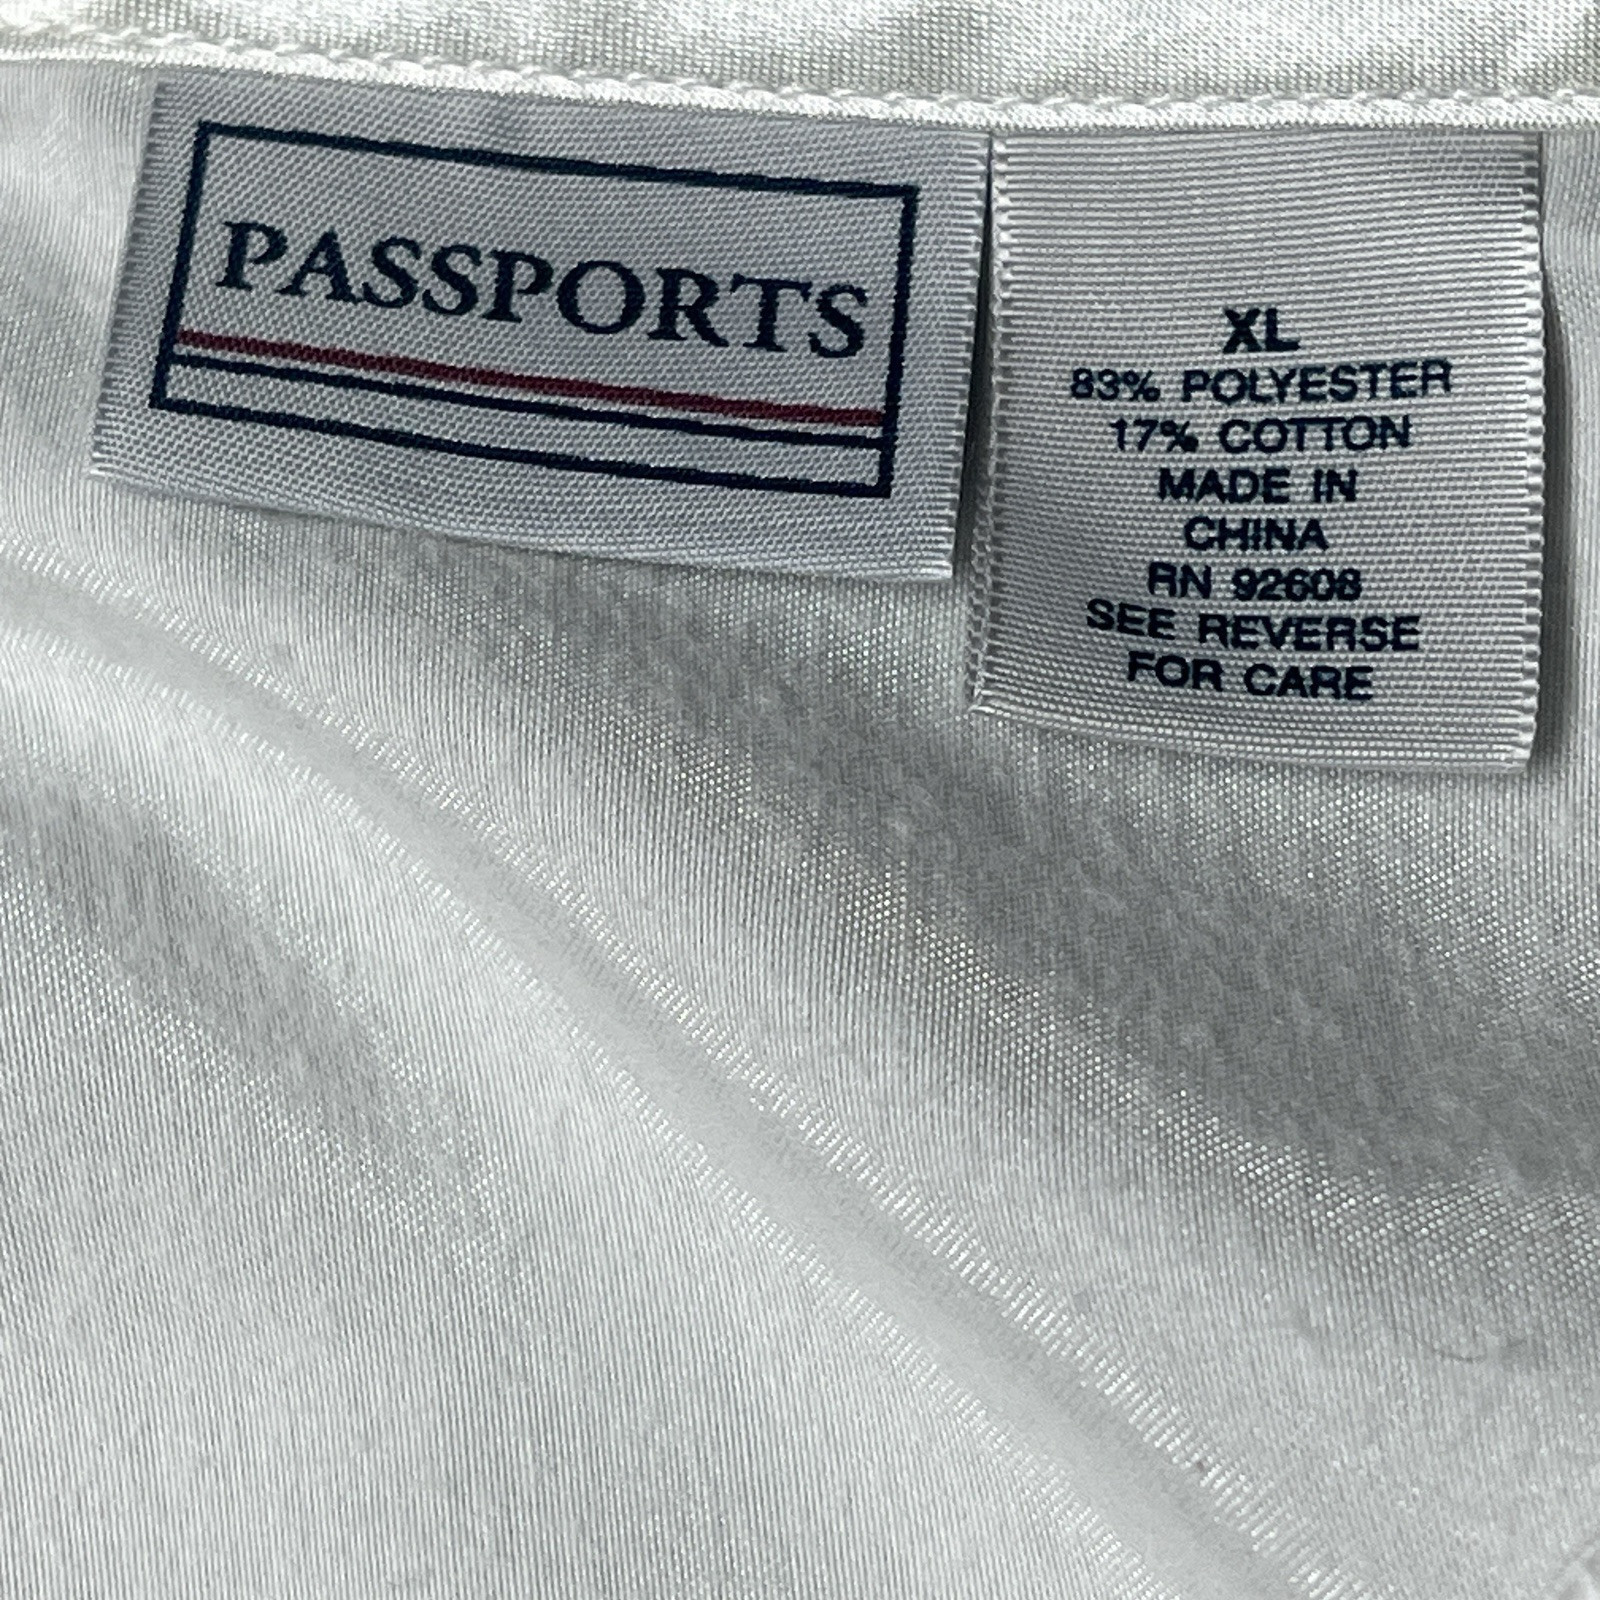 PASSPORTS
XL
83% POLYESTER
17% COTTON
MADE IN
CHINA
RN 92608
SEE REVERSE
FOR CARE